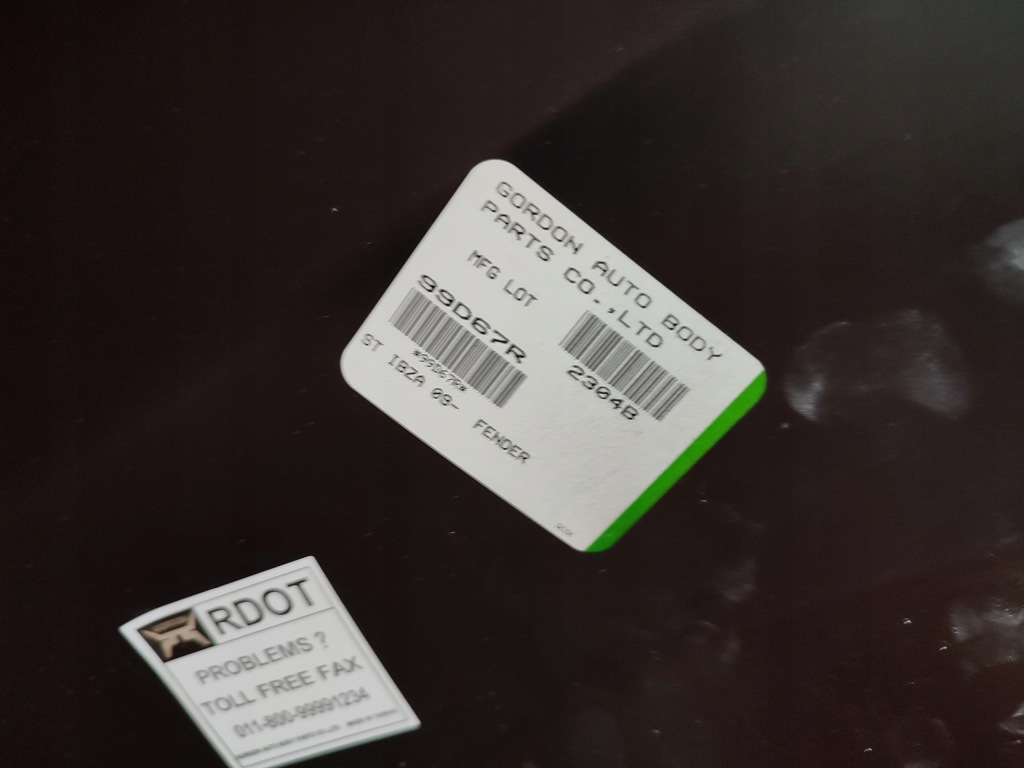 GORDON AUTO BODY
PARTS CO.,LTD
MFG LOT
99D67R
*99D67R*
2304B
ST IBZA 08-
FENDER
RDOT
PROBLEMS ?
TOLL FREE FAX
011-800-99991234